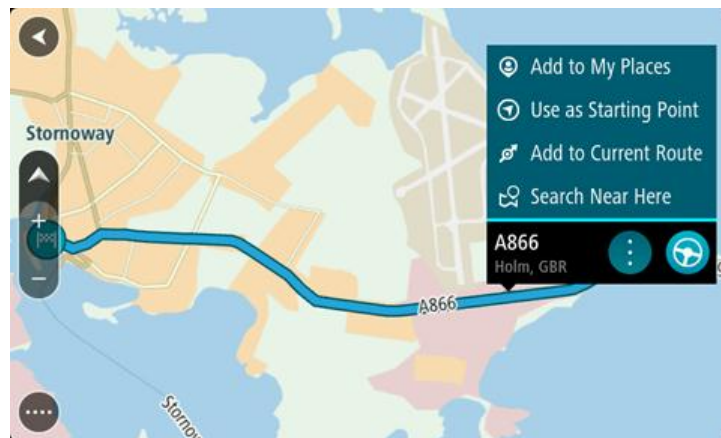 Add to My Places
Use as Starting Point
Stornoway
Add to Current Route
Search Near Here
A866
Holm, GBR
A866